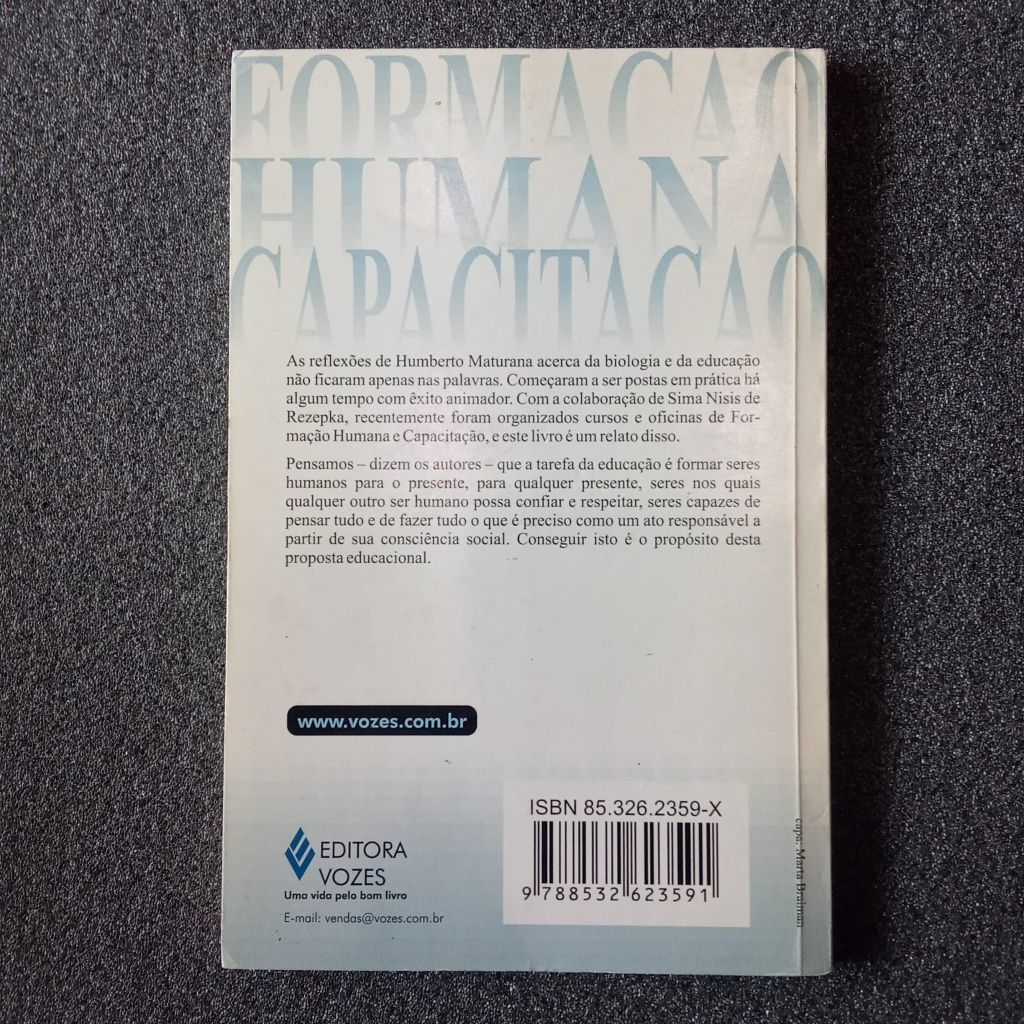 FORMAÇÃO
HUMANA
CAPACITAÇÃO
As reflexões de Humberto Maturana acerca da biologia e da educação
não ficaram apenas nas palavras. Começaram a ser postas em prática há
algum tempo com êxito animador. Com a colaboração de Sima Nisis de
Rezepka, recentemente foram organizados cursos e oficinas de For-
mação Humana e Capacitação, e este livro é um relato disso.
Pensamos – dizem os autores – que a tarefa da educação é formar seres
humanos para o presente, para qualquer presente, seres nos quais
qualquer outro ser humano possa confiar e respeitar, seres capazes de
pensar tudo e de fazer tudo o que é preciso como um ato responsável a
partir de sua consciência social. Conseguir isto é o propósito desta
proposta educacional.
www.vozes.com.br
ISBN 85.326.2359-X
9 788532 623591
EDITORA
VOZES
Uma vida pelo bom livro
E-mail: vendas@vozes.com.br
capa: Marta Braiman